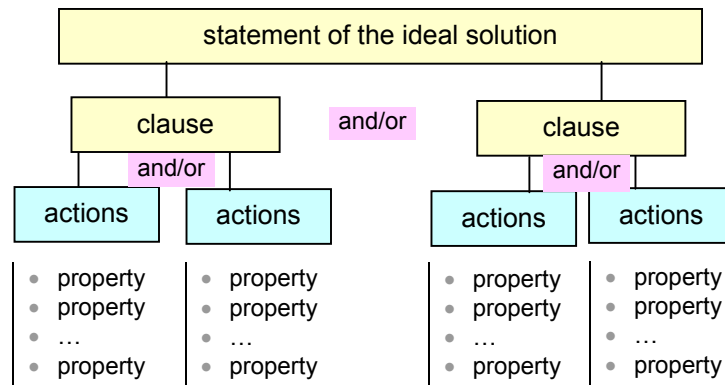 statement of the ideal solution
clause
and/or
clause
and/or
and/or
actions
actions
actions
actions
• property
• property
• …
• property
• property
• property
• …
• property
• property
• property
• …
• property
• property
• property
• …
• property